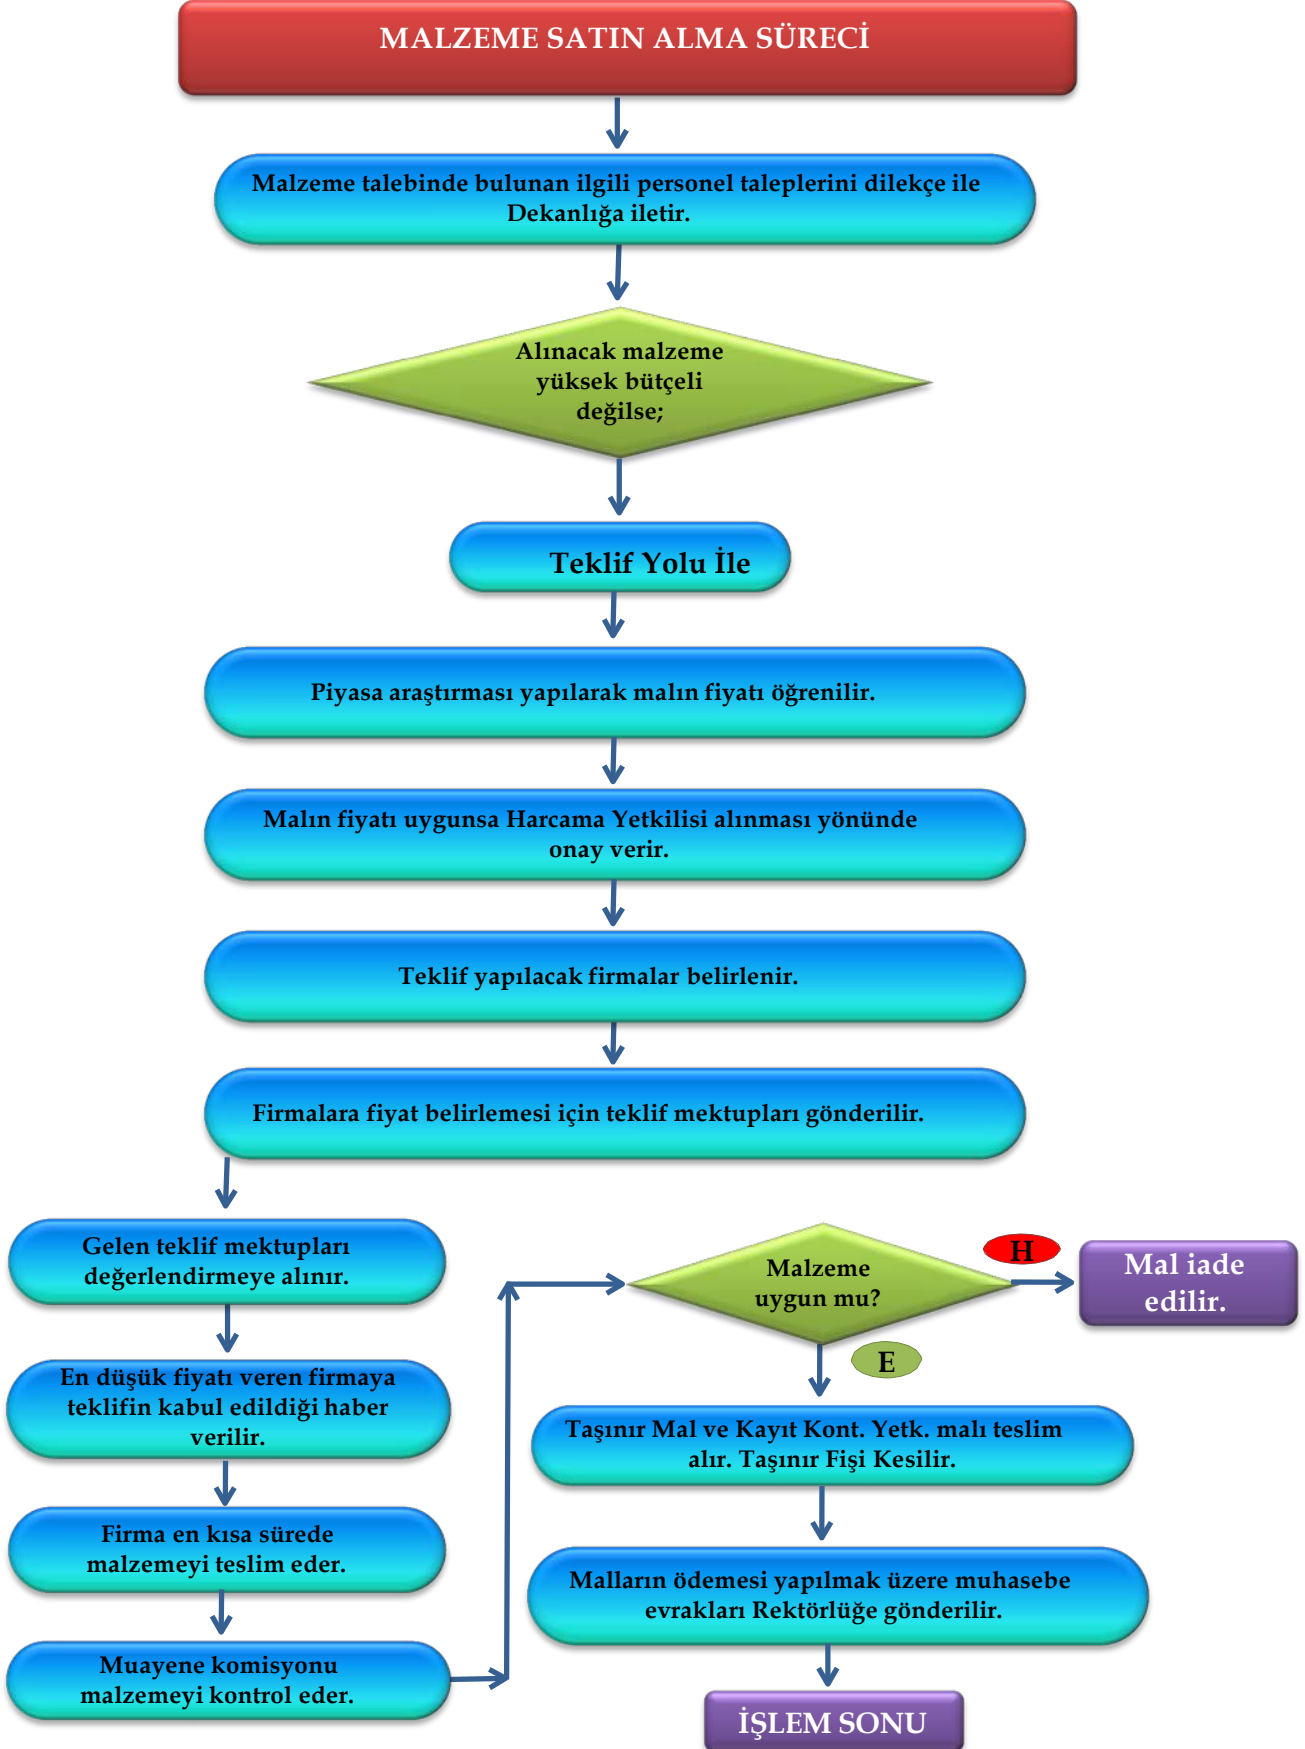 MALZEME SATIN ALMA SÜRECİ
Malzeme talebinde bulunan ilgili personel taleplerini dilekçe ile
Dekanlığa iletir.
Alınacak malzeme
yüksek bütçeli
değilse;
Teklif Yolu İle
Piyasa araştırması yapılarak malın fiyatı öğrenilir.
Malın fiyatı uygunsa Harcama Yetkilisi alınması yönünde
onay verir.
Teklif yapılacak firmalar belirlenir.
Firmalara fiyat belirlemesi için teklif mektupları gönderilir.
Gelen teklif mektupları
değerlendirmeye alınır.
En düşük fiyatı veren firmaya
teklifin kabul edildiği haber
verilir.
Firma en kısa sürede
malzemeyi teslim eder.
Muayene komisyonu
malzemeyi kontrol eder.
Malzeme
uygun mu?
H
Mal iade
edilir.
E
Taşınır Mal ve Kayıt Kont. Yetk. malı teslim
alır. Taşınır Fişi Kesilir.
Malların ödemesi yapılmak üzere muhasebe
evrakları Rektörlüğe gönderilir.
İŞLEM SONU